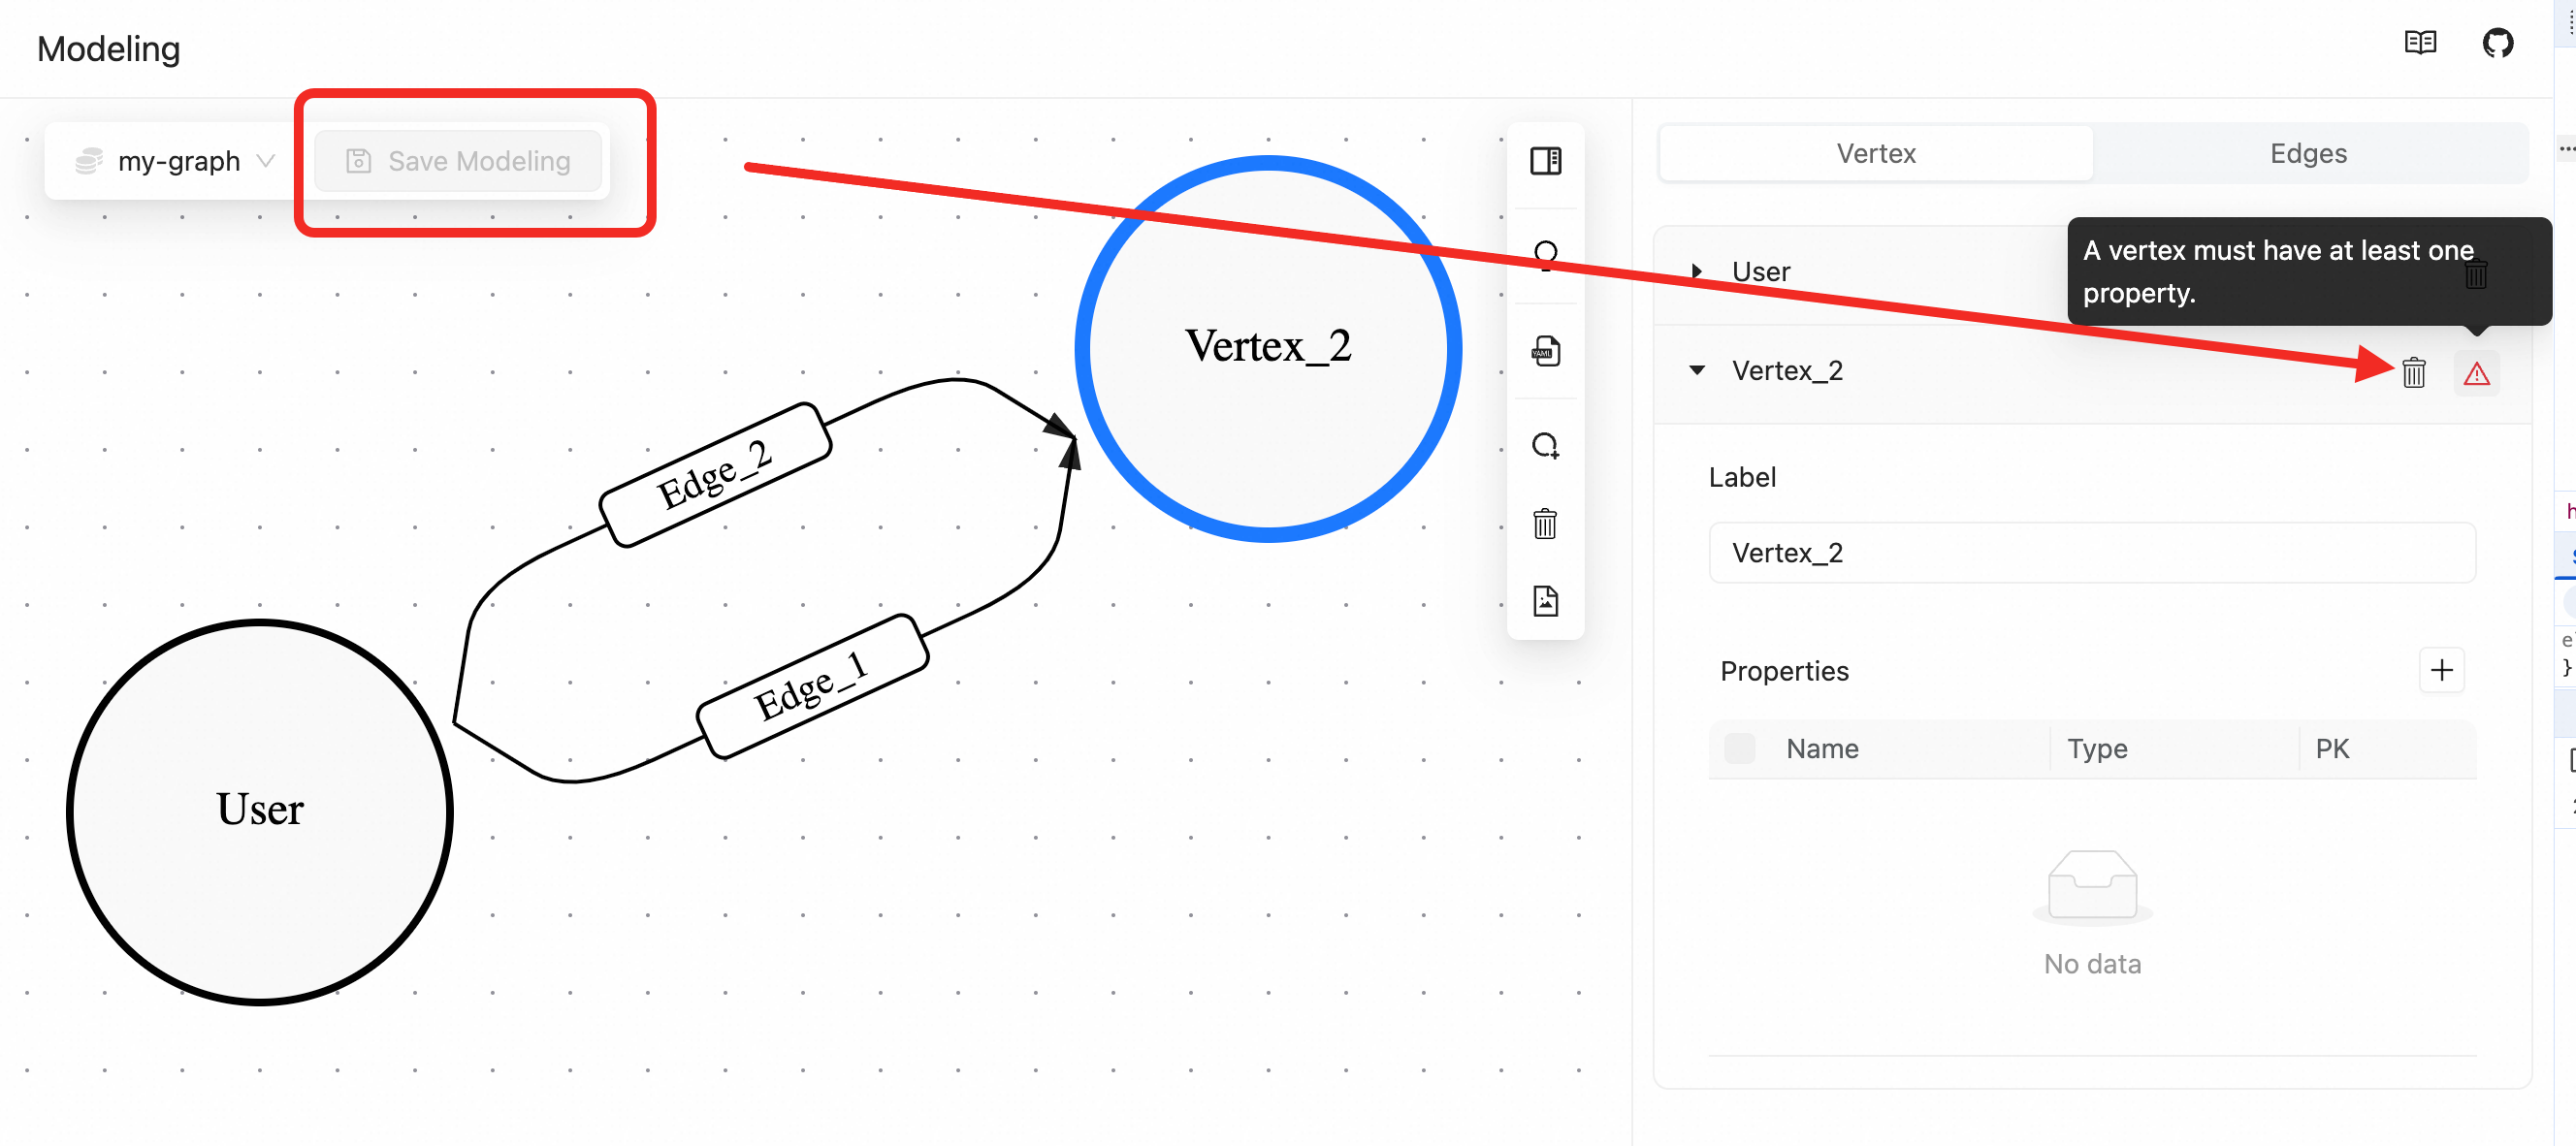 Modeling
my-graph
Save Modeling
Vertex
Edges
User
A vertex must have at least one
property.
Vertex_2
Vertex_2
Label
Vertex_2
Properties
Name
Type
PK
No data
YAML
Edge_2
Edge_1
User